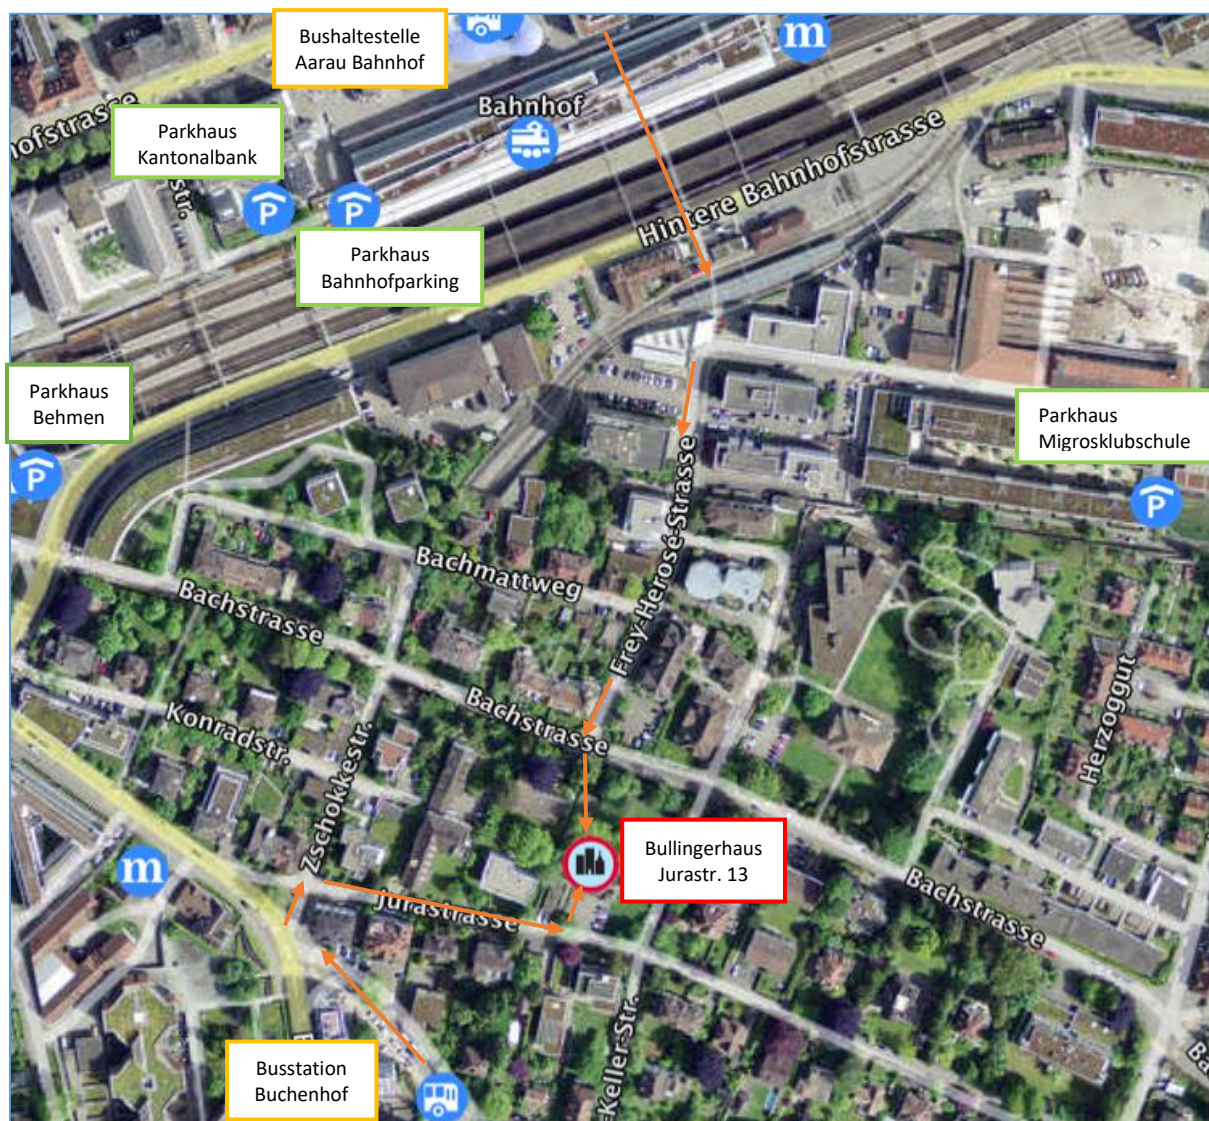 Bushaltestelle
Aarau Bahnhof
m
hofstrasse
Parkhaus
Kantonalbank
Bahnhof
str.
P
P
Hintere Bahnhofstrasse
Parkhaus
Bahnhofparking
Parkhaus
Behmen
P
Parkhaus
Migrosklubschule
P
Frey-Herosé-Strasse
Bachmattweg
Bachstrasse
Bachstrasse
Konradstr.
Zschokkestr.
Herzoggut
m
Bullingerhaus
Jurastr. 13
Jurastrasse
Bachstrasse
Busstation
Buchenhof
-Keller-Str.
Ba